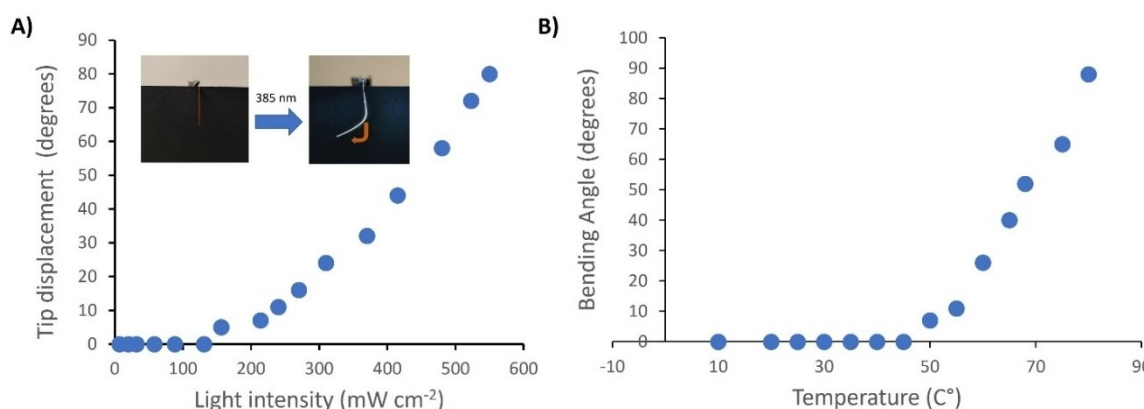 A)
90
80
70
60
50
40
30
20
10
0
Tip displacement (degrees)
385 nm
0 100 200 300 400 500 600
Light intensity (mW cm-2)
B)
100
90
80
70
60
50
40
30
20
10
0
Bending Angle (degrees)
-10 10 30 50 70 90
Temperature (C°)